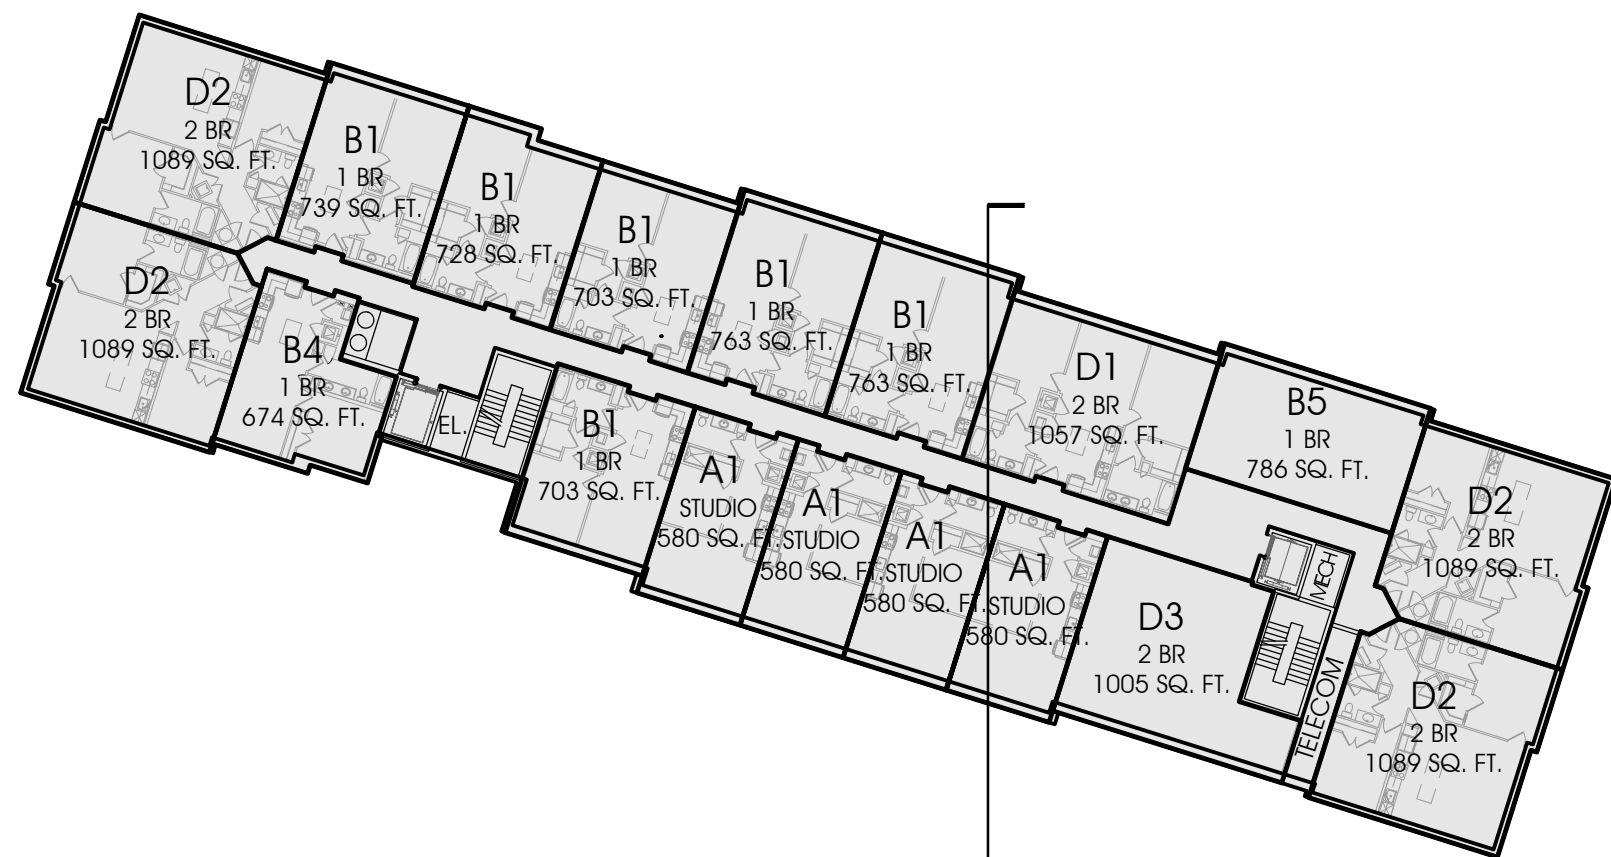 D2
2 BR
1089 SQ. FT.
B1
1 BR
739 SQ. FT.
B1
1 BR
728 SQ. FT.
B1
1 BR
703 SQ. FT.
B1
1 BR
763 SQ. FT.
B1
1 BR
763 SQ. FT.
D1
2 BR
1057 SQ. FT.
B5
1 BR
786 SQ. FT.
D2
2 BR
1089 SQ. FT.
D2
2 BR
1089 SQ. FT.
B4
1 BR
674 SQ. FT.
EL.
B1
1 BR
703 SQ. FT.
A1
STUDIO
580 SQ. FT.
A1
STUDIO
580 SQ. FT.
A1
STUDIO
580 SQ. FT.
A1
STUDIO
580 SQ. FT.
D3
2 BR
1005 SQ. FT.
MECH
TELECOM
D2
2 BR
1089 SQ. FT.